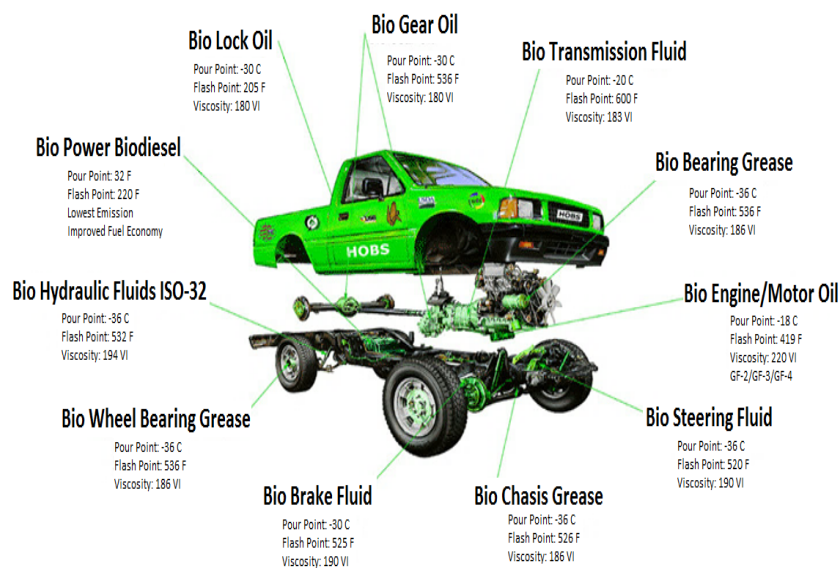 Bio Lock Oil
Pour Point: -30 C
Flash Point: 205 F
Viscosity: 180 VI
Bio Gear Oil
Pour Point: -30 C
Flash Point: 536 F
Viscosity: 180 VI
Bio Transmission Fluid
Pour Point: -20 C
Flash Point: 600 F
Viscosity: 183 VI
Bio Power Biodiesel
Pour Point: 32 F
Flash Point: 220 F
Lowest Emission
Improved Fuel Economy
Bio Bearing Grease
Pour Point: -36 C
Flash Point: 536 F
Viscosity: 186 VI
HOBS
HOBS
Bio Hydraulic Fluids ISO-32
Pour Point: -36 C
Flash Point: 532 F
Viscosity: 194 VI
Bio Engine/Motor Oil
Pour Point: -18 C
Flash Point: 419 F
Viscosity: 220 VI
GF-2/GF-3/GF-4
Bio Wheel Bearing Grease
Pour Point: -36 C
Flash Point: 536 F
Viscosity: 186 VI
Bio Steering Fluid
Pour Point: -36 C
Flash Point: 520 F
Viscosity: 190 VI
Bio Brake Fluid
Pour Point: -30 C
Flash Point: 525 F
Viscosity: 190 VI
Bio Chasis Grease
Pour Point: -36 C
Flash Point: 526 F
Viscosity: 186 VI